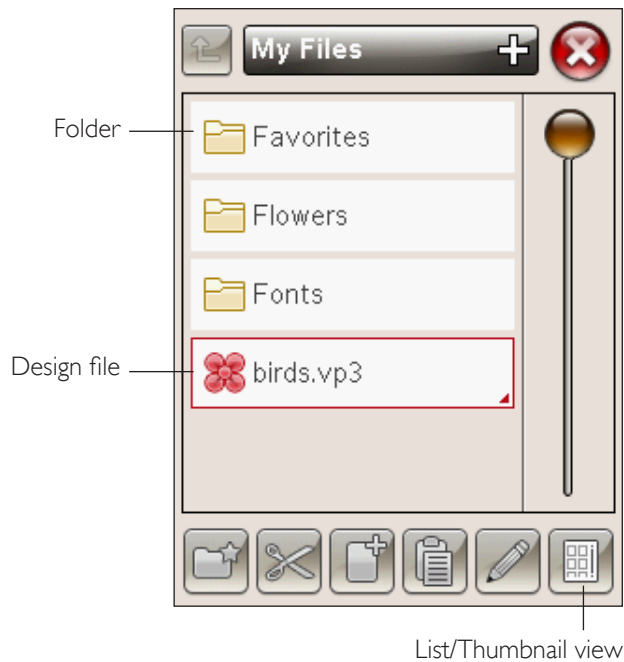 My Files
Folder
Favorites
Flowers
Fonts
Design file
birds.vp3
List/Thumbnail view